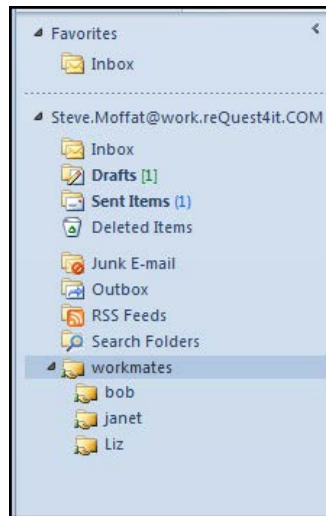 Favorites
Inbox
Steve.Moffat@work.reQuest4it.COM
Inbox
Drafts [1]
Sent Items (1)
Deleted Items
Junk E-mail
Outbox
RSS Feeds
Search Folders
workmates
bob
janet
Liz